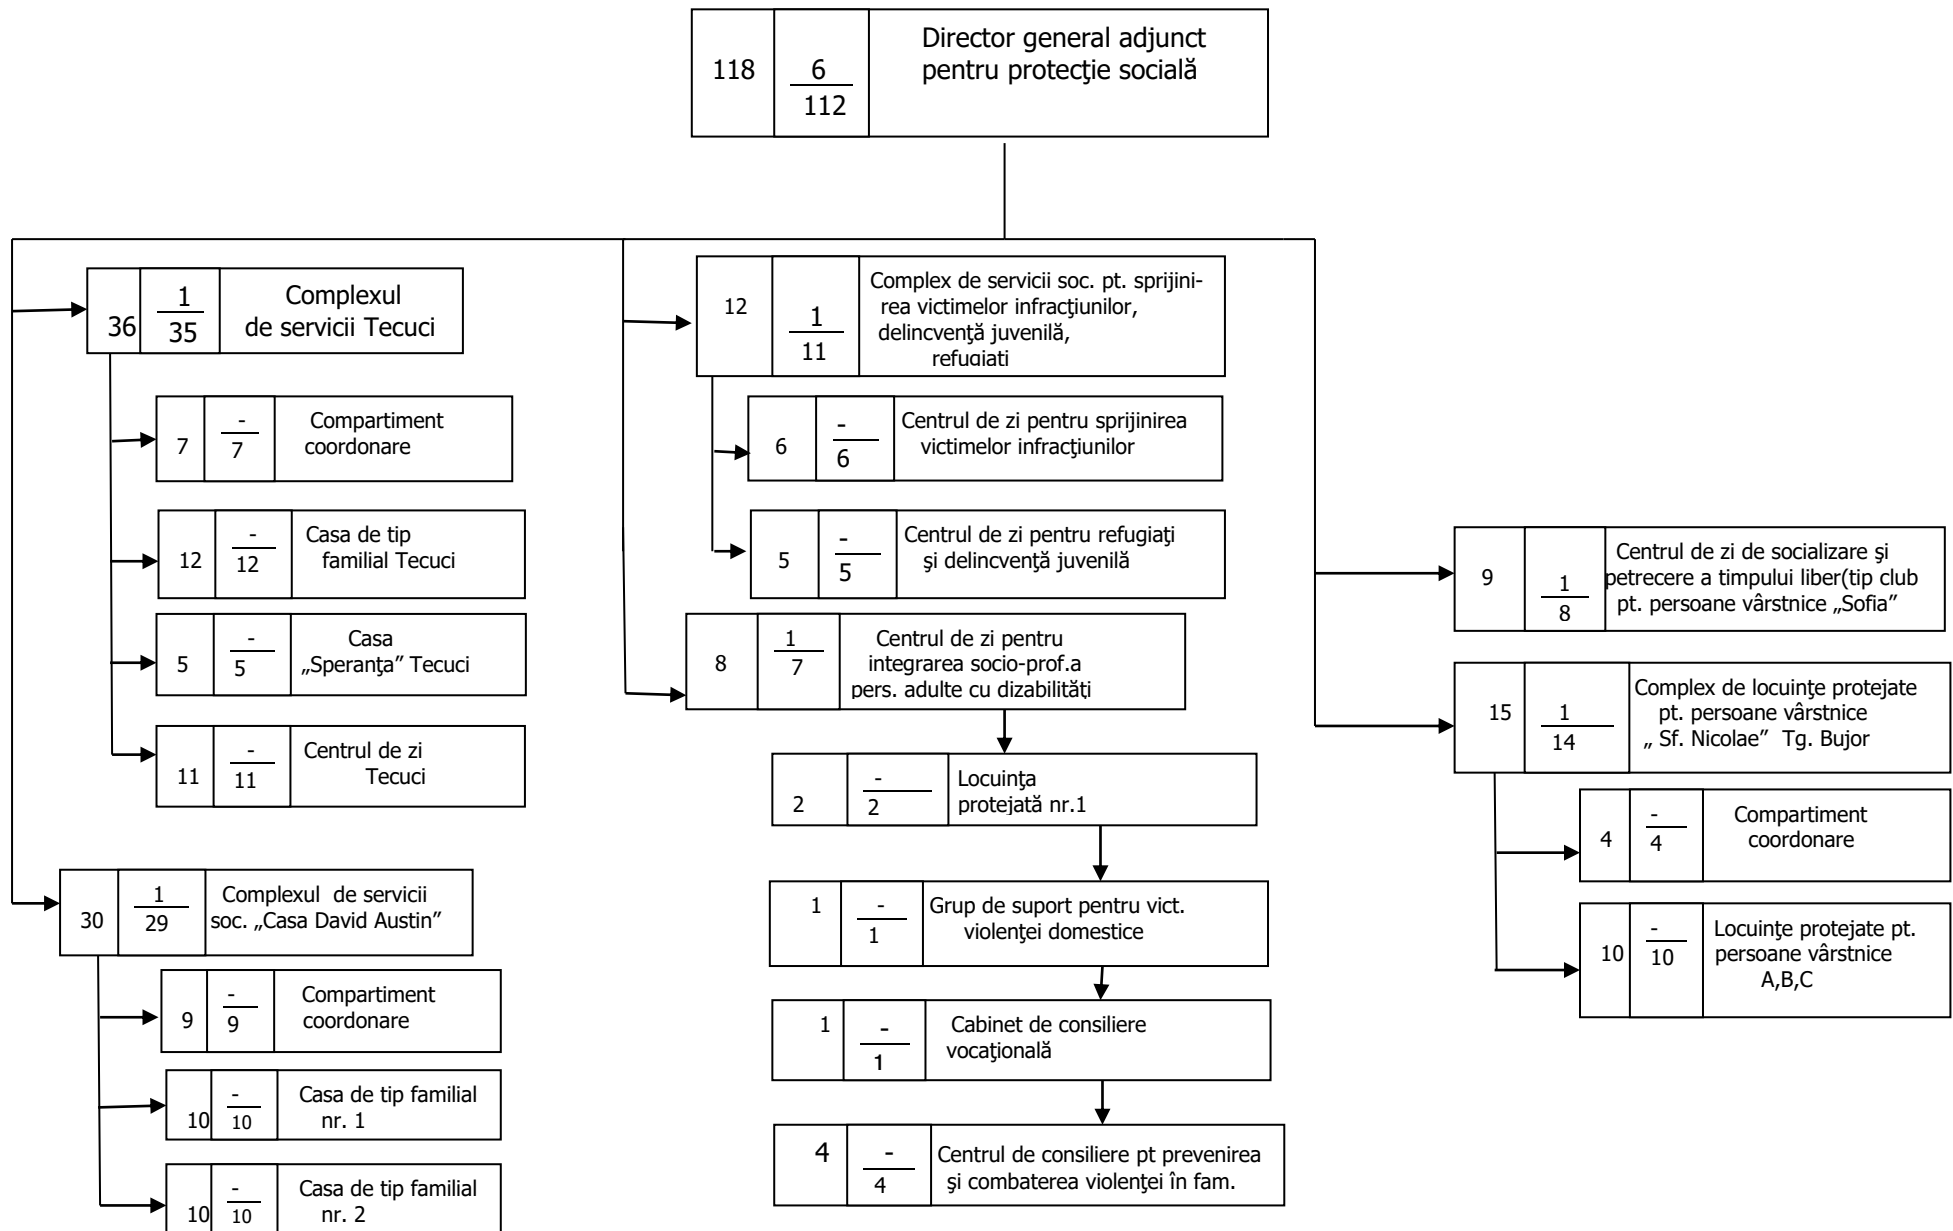 118
6
112
Director general adjunct
pentru protecţie socială
36
1
35
Complexul
de servicii Tecuci
7
-
7
Compartiment
coordonare
12
-
12
Casa de tip
familial Tecuci
5
-
5
Casa
„Speranţa” Tecuci
11
-
11
Centrul de zi
Tecuci
30
1
29
Complexul de servicii
soc. „Casa David Austin”
9
-
9
Compartiment
coordonare
10
-
10
Casa de tip familial
nr. 1
10
-
10
Casa de tip familial
nr. 2
12
1
11
Complex de servicii soc. pt. sprijini-
rea victimelor infracţiunilor,
delincvenţă juvenilă,
refugiati
6
-
6
Centrul de zi pentru sprijinirea
victimelor infracţiunilor
5
-
5
Centrul de zi pentru refugiaţi
şi delincvenţă juvenilă
8
1
7
Centrul de zi pentru
integrarea socio-prof.a
pers. adulte cu dizabilităţi
2
-
2
Locuinţa
protejată nr.1
1
-
1
Grup de suport pentru vict.
violenţei domestice
1
-
1
Cabinet de consiliere
vocaţională
4
-
4
Centrul de consiliere pt prevenirea
şi combaterea violenţei în fam.
9
1
8
Centrul de zi de socializare şi
petrecere a timpului liber(tip club
pt. persoane vârstnice „Sofia”
15
1
14
Complex de locuinţe protejate
pt. persoane vârstnice
„ Sf. Nicolae” Tg. Bujor
4
-
4
Compartiment
coordonare
10
-
10
Locuinţe protejate pt.
persoane vârstnice
A,B,C